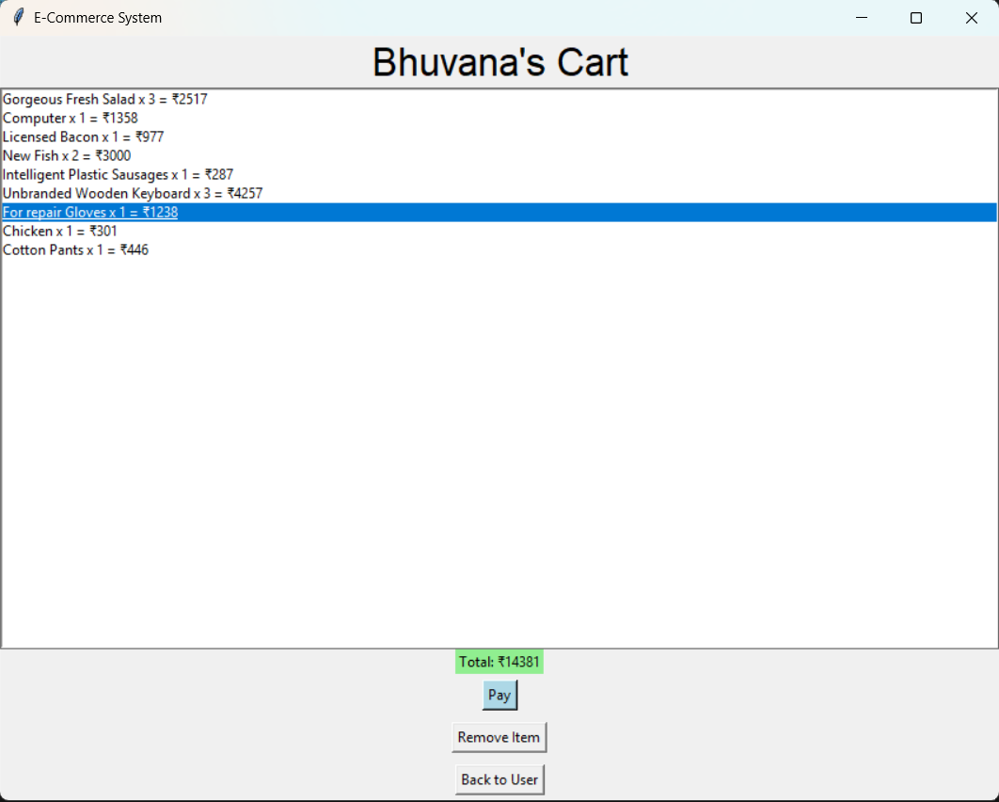 E-Commerce System
Bhuvana's Cart
Gorgeous Fresh Salad x 3 = ₹2517
Computer x 1 = ₹1358
Licensed Bacon x 1 = ₹977
New Fish x 2 = ₹3000
Intelligent Plastic Sausages x 1 = ₹287
Unbranded Wooden Keyboard x 3 = ₹4257
For repair Gloves x 1 = ₹1238
Chicken x 1 = ₹301
Cotton Pants x 1 = ₹446
Total: ₹14381
Pay
Remove Item
Back to User